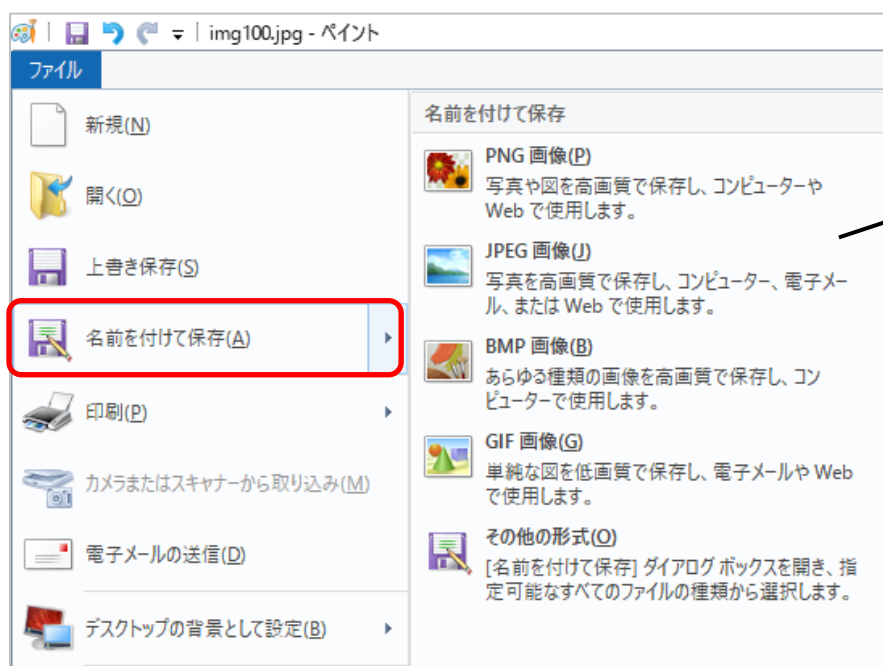 img100.jpg - ペイント
ファイル
新規(N)
開く(O)
上書き保存(S)
名前を付けて保存(A)
印刷(P)
カメラまたはスキャナーから取り込み(M)
電子メールの送信(D)
デスクトップの背景として設定(B)
名前を付けて保存
PNG 画像(P)
写真や図を高画質で保存し、コンピューターや
Web で使用します。
JPEG 画像(J)
写真を高画質で保存し、コンピューター、電子メー
ル、または Web で使用します。
BMP 画像(B)
あらゆる種類の画像を高画質で保存し、コン
ピューターで使用します。
GIF 画像(G)
単純な図を低画質で保存し、電子メールや Web
で使用します。
その他の形式(O)
[名前を付けて保存] ダイアログ ボックスを開き、指
定可能なすべてのファイルの種類から選択します。